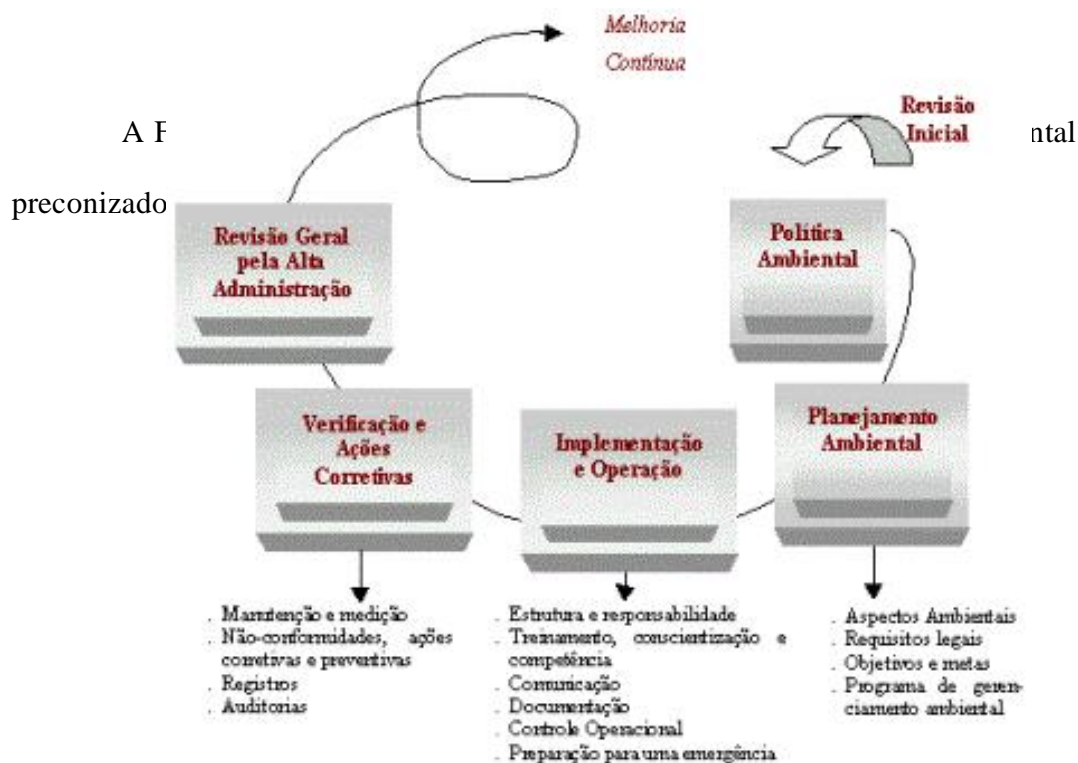 Melhoria
Contínua
Revisão
Inicial
A
preconizado
Revisão Geral
pela Alta
Administração
Política
Ambiental
Verificação e
Ações
Corretivas
Implementação
e Operação
Planejamento
Ambiental
. Manutenção e medição
. Não-conformidades, ações
corretivas e preventivas
. Registros
. Auditorias
. Estrutura e responsabilidade
. Treinamento, conscientização e
competência
. Comunicação
. Documentação
. Controle Operacional
. Preparação para uma emergência
. Aspectos Ambientais
. Requisitos legais
. Objetivos e metas
. Programa de geren-
ciamento ambiental